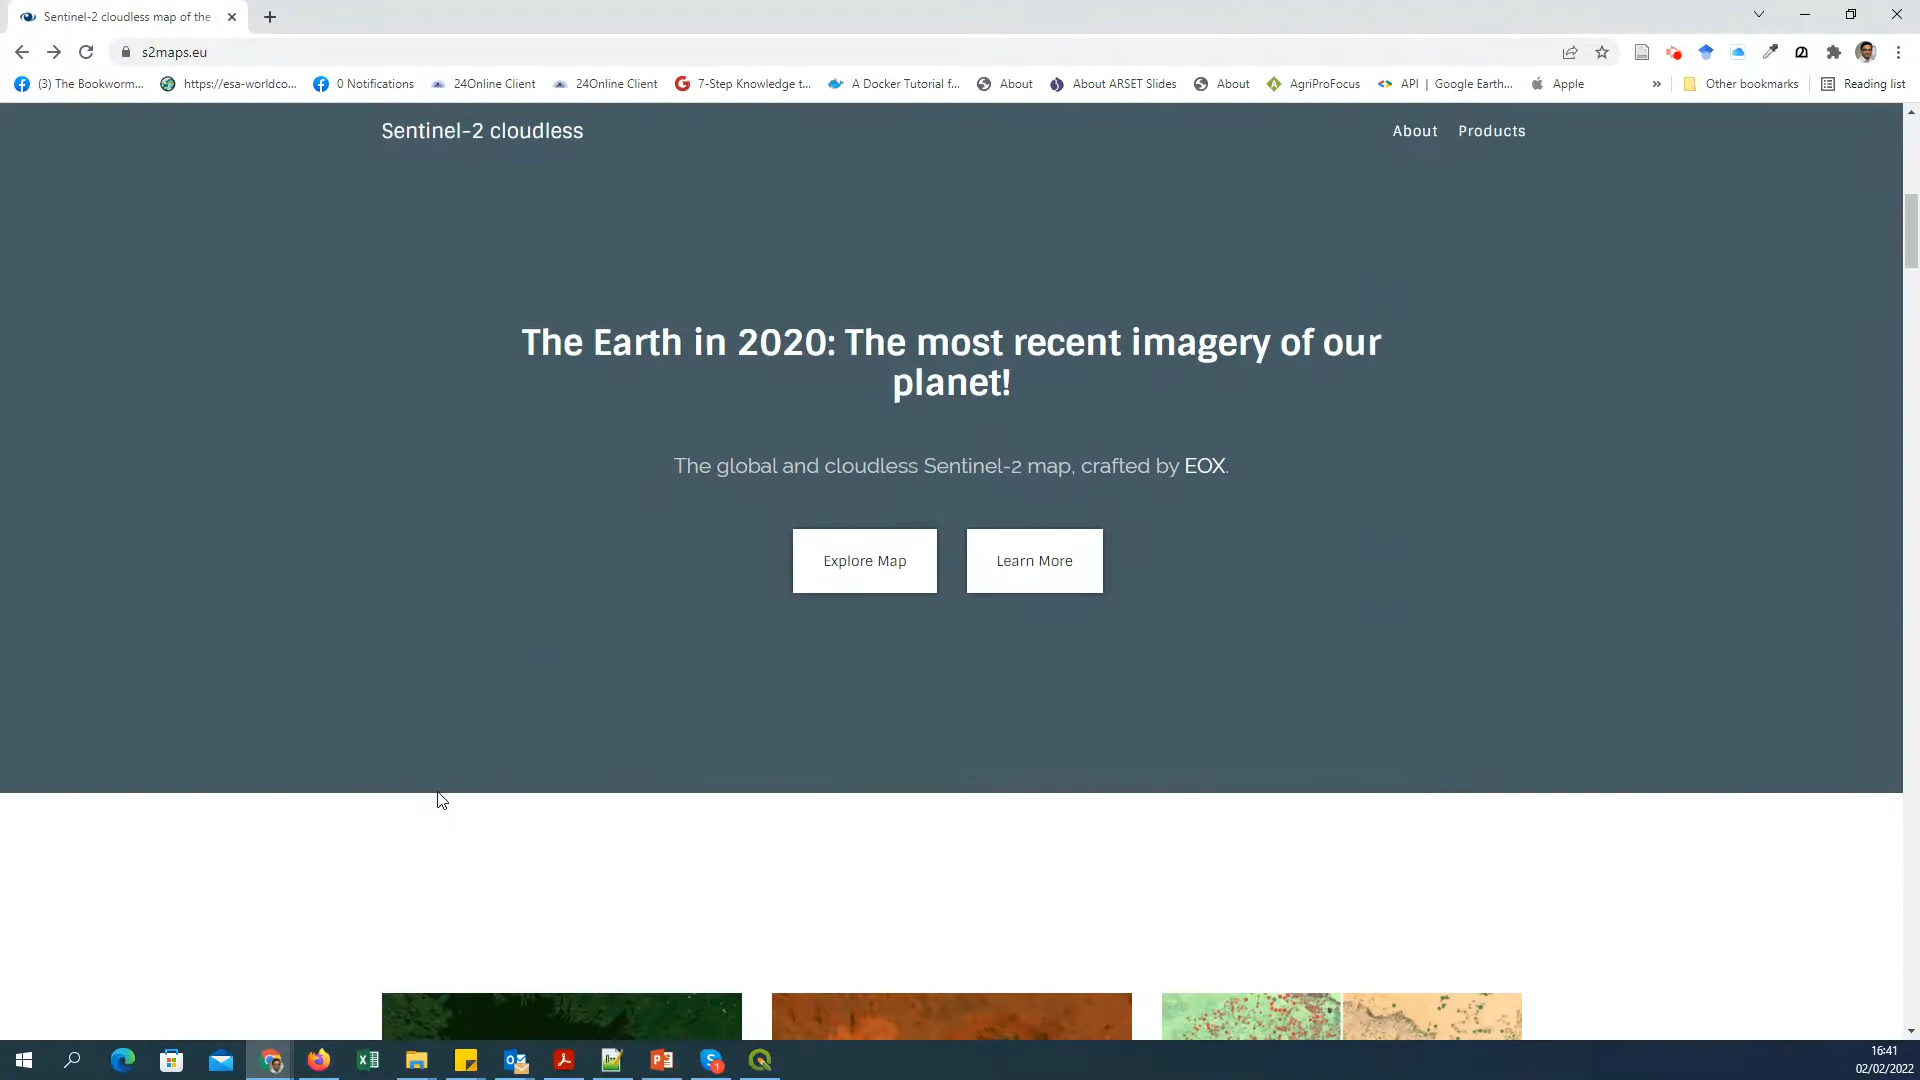 Sentinel-2 cloudless map of the
s2maps.eu
(3) The Bookworm... https://esa-worldco... 0 Notifications 24Online Client 24Online Client 7-Step Knowledge t... A Docker Tutorial f... About About ARSET Slides About AgriProFocus API | Google Earth... Apple » Other bookmarks Reading list
Sentinel-2 cloudless About Products
The Earth in 2020: The most recent imagery of our
planet!
The global and cloudless Sentinel-2 map, crafted by EOX.
Explore Map Learn More
16:41
02/02/2022